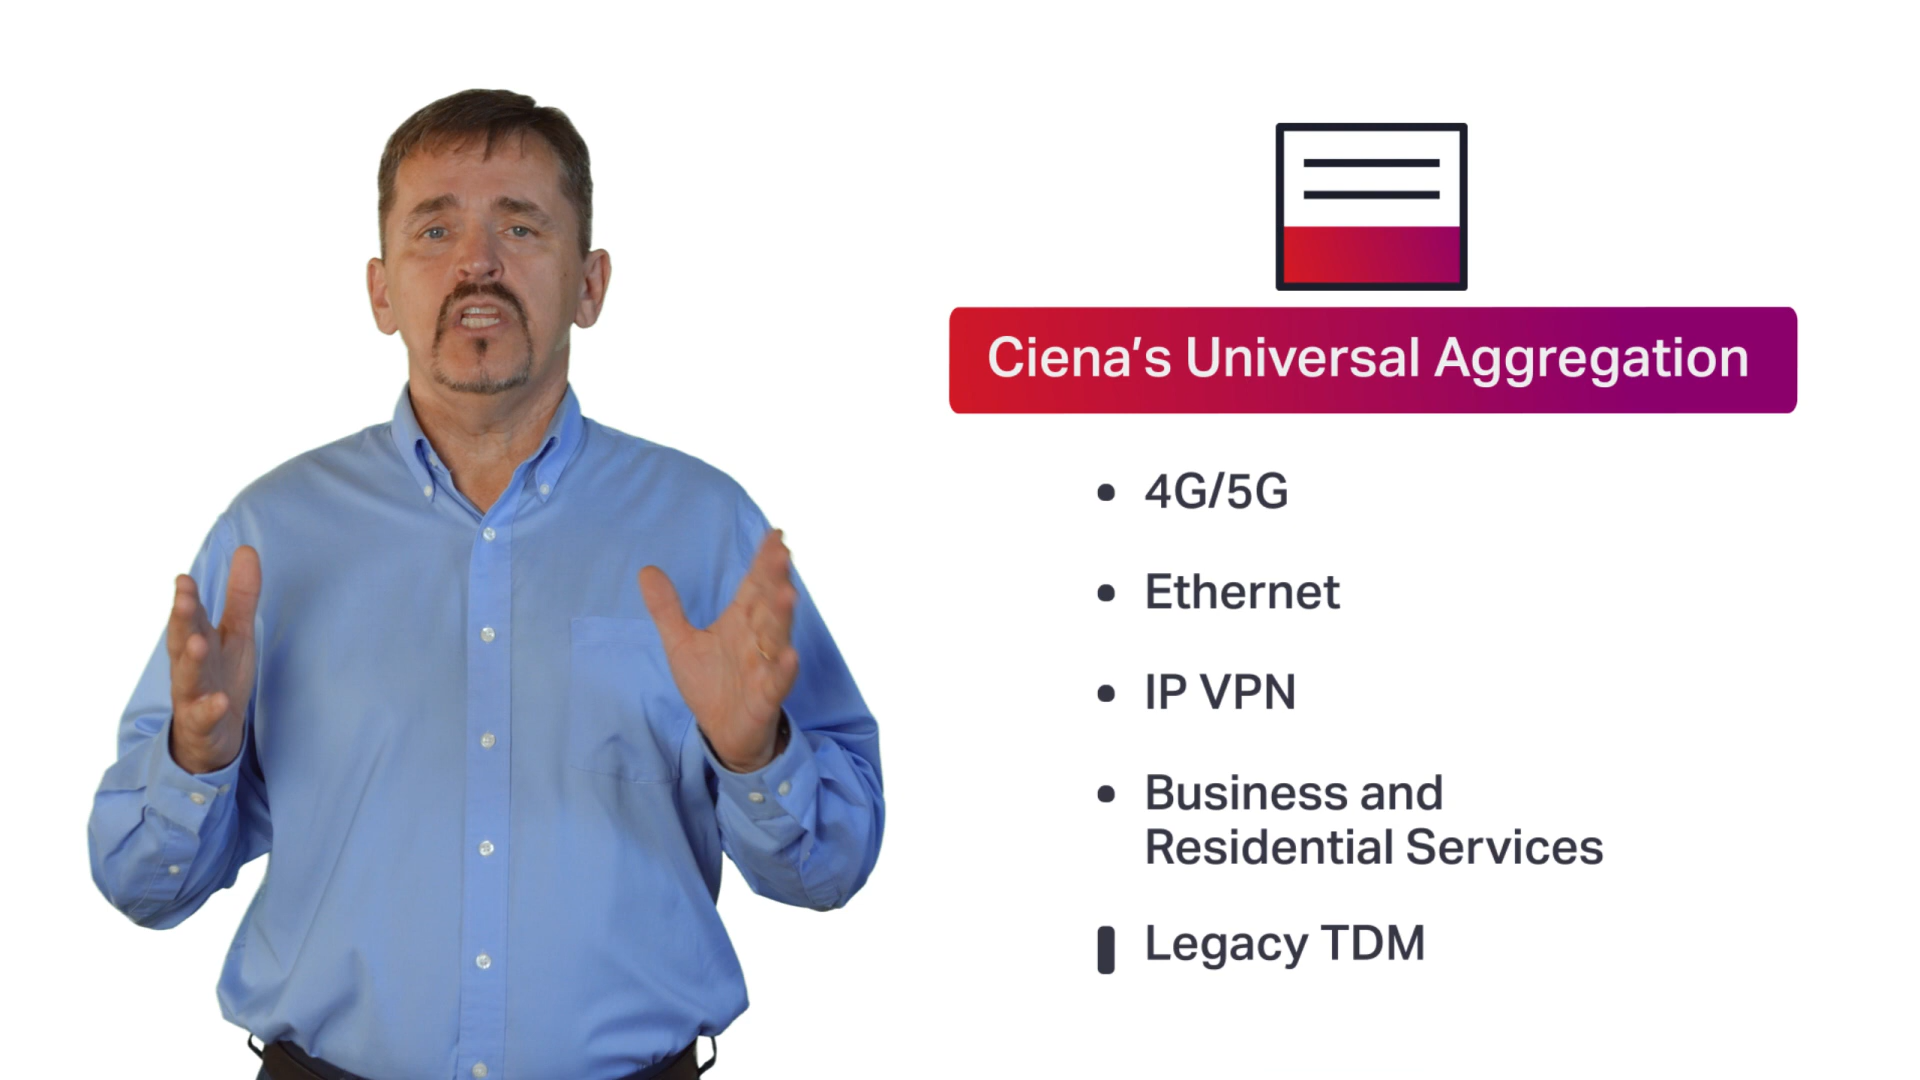 Ciena's Universal Aggregation
• 4G/5G
• Ethernet
• IP VPN
• Business and
Residential Services
Legacy TDM